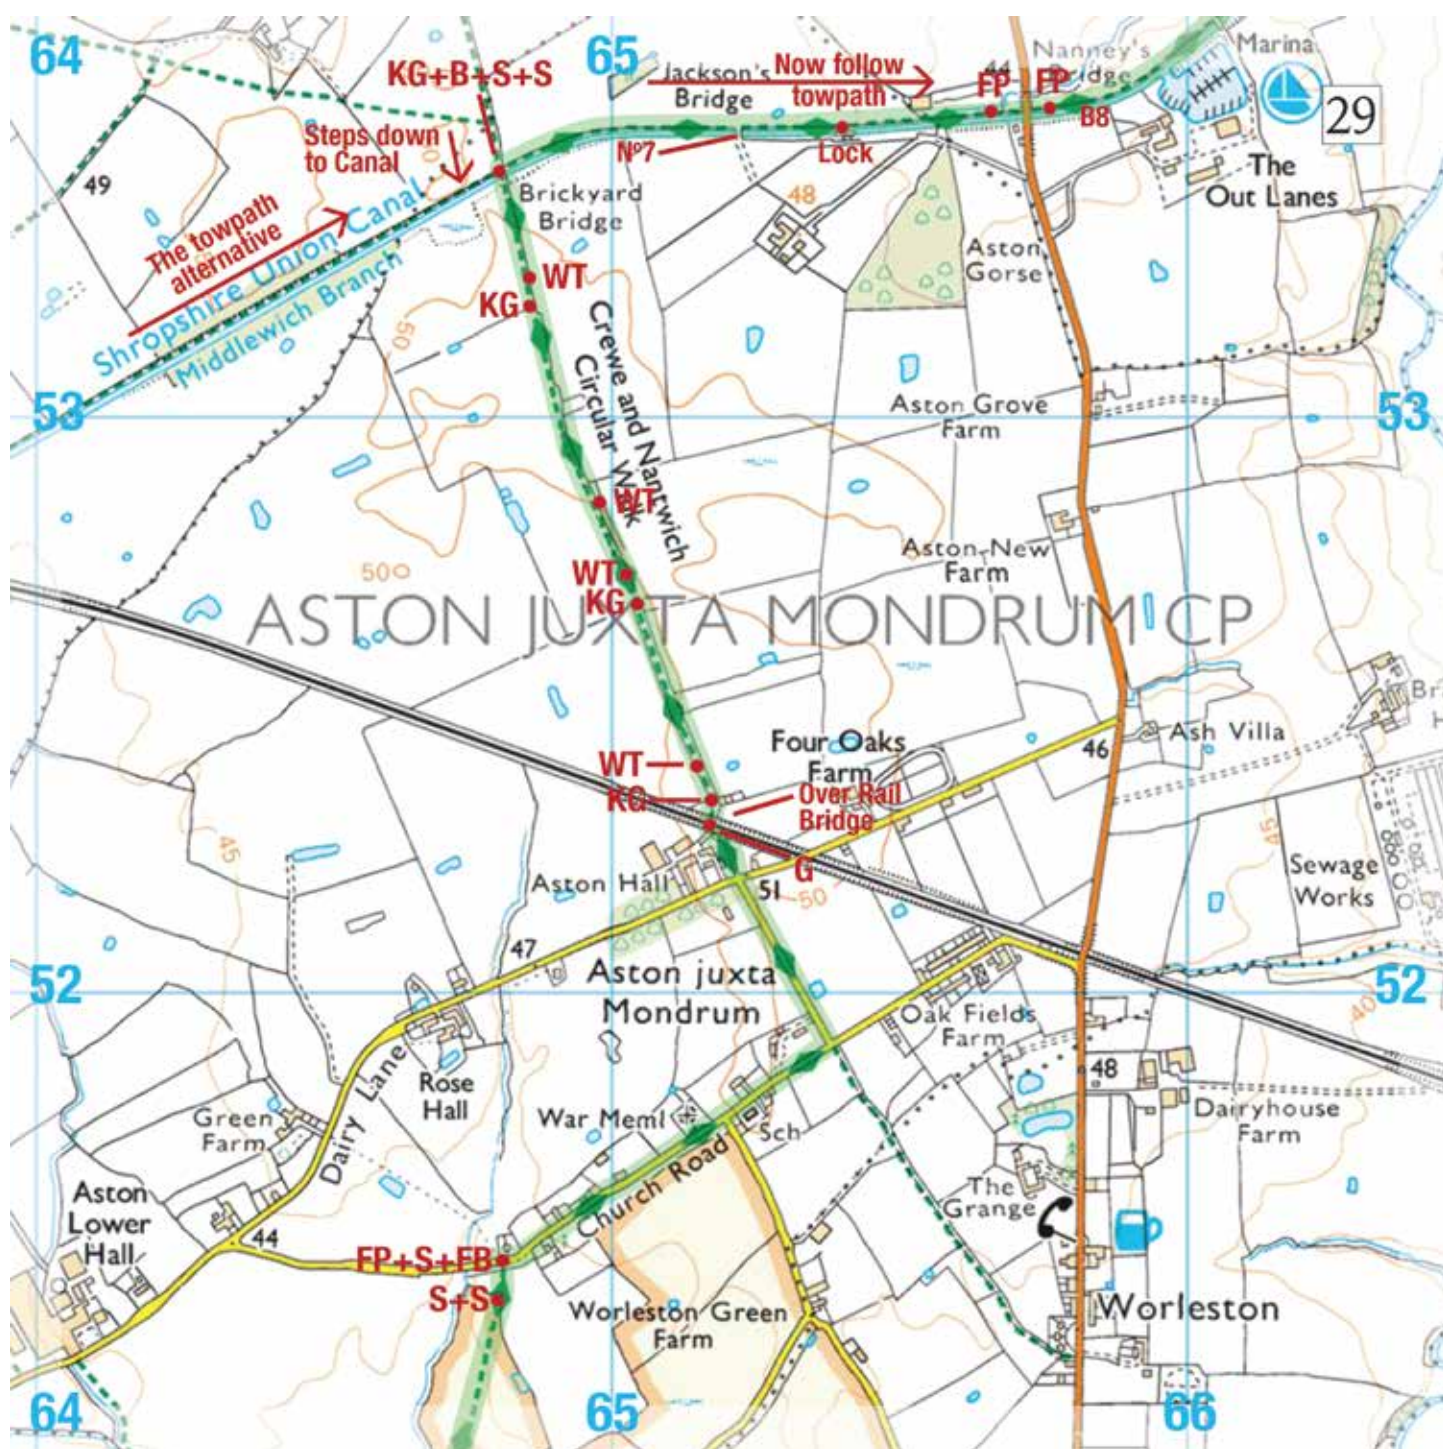 64
65
KG+B+S+S
Jackson's
Bridge
Now follow
towpath
44
Nanney's
Bridge
Marina
FP
FP
B8
29
Steps down
to Canal
Nº7
Lock
49
Brickyard
Bridge
48
The
Out Lanes
The towpath
alternative
Shropshire Union Canal
Middlewich Branch
Aston
Gorse
WT
KG
50
Crewe and Nantwich
Circular Walk
53
Aston Grove
Farm
53
WT
Aston New
Farm
50
WT
KG
ASTON JUXTA MONDRUM CP
Four Oaks
Farm
46
Ash Villa
Br
H
WT
KG
Over Rail
Bridge
45
45
G
Aston Hall
51
50
Sewage
Works
47
52
Aston juxta
Mondrum
52
40
Oak Fields
Farm
Dairy Lane
Rose
Hall
48
Green
Farm
War Meml
Sch
Dairyhouse
Farm
Church Road
Aston
Lower
Hall
The
Grange
44
FP+S+FB
S+S
Worleston Green
Farm
Worleston
64
65
66